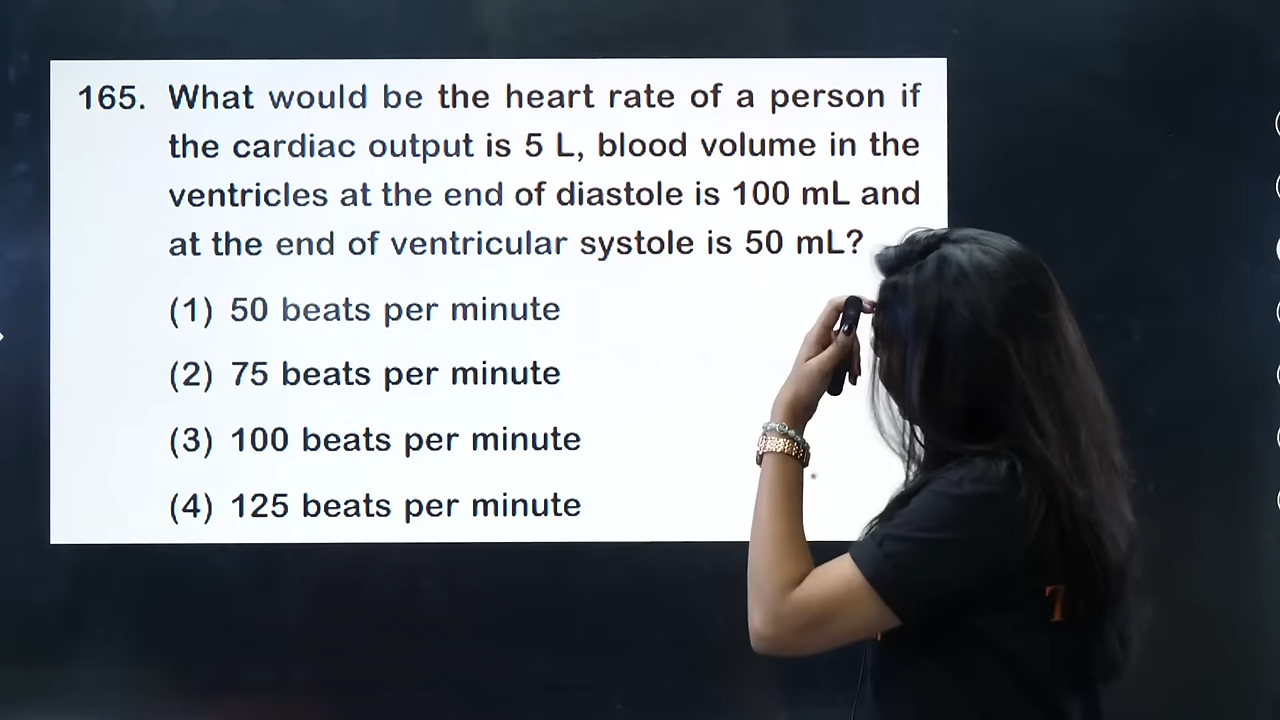 165. What would be the heart rate of a person if
the cardiac output is 5 L, blood volume in the
ventricles at the end of diastole is 100 mL and
at the end of ventricular systole is 50 mL?
(1) 50 beats per minute
(2) 75 beats per minute
(3) 100 beats per minute
(4) 125 beats per minute